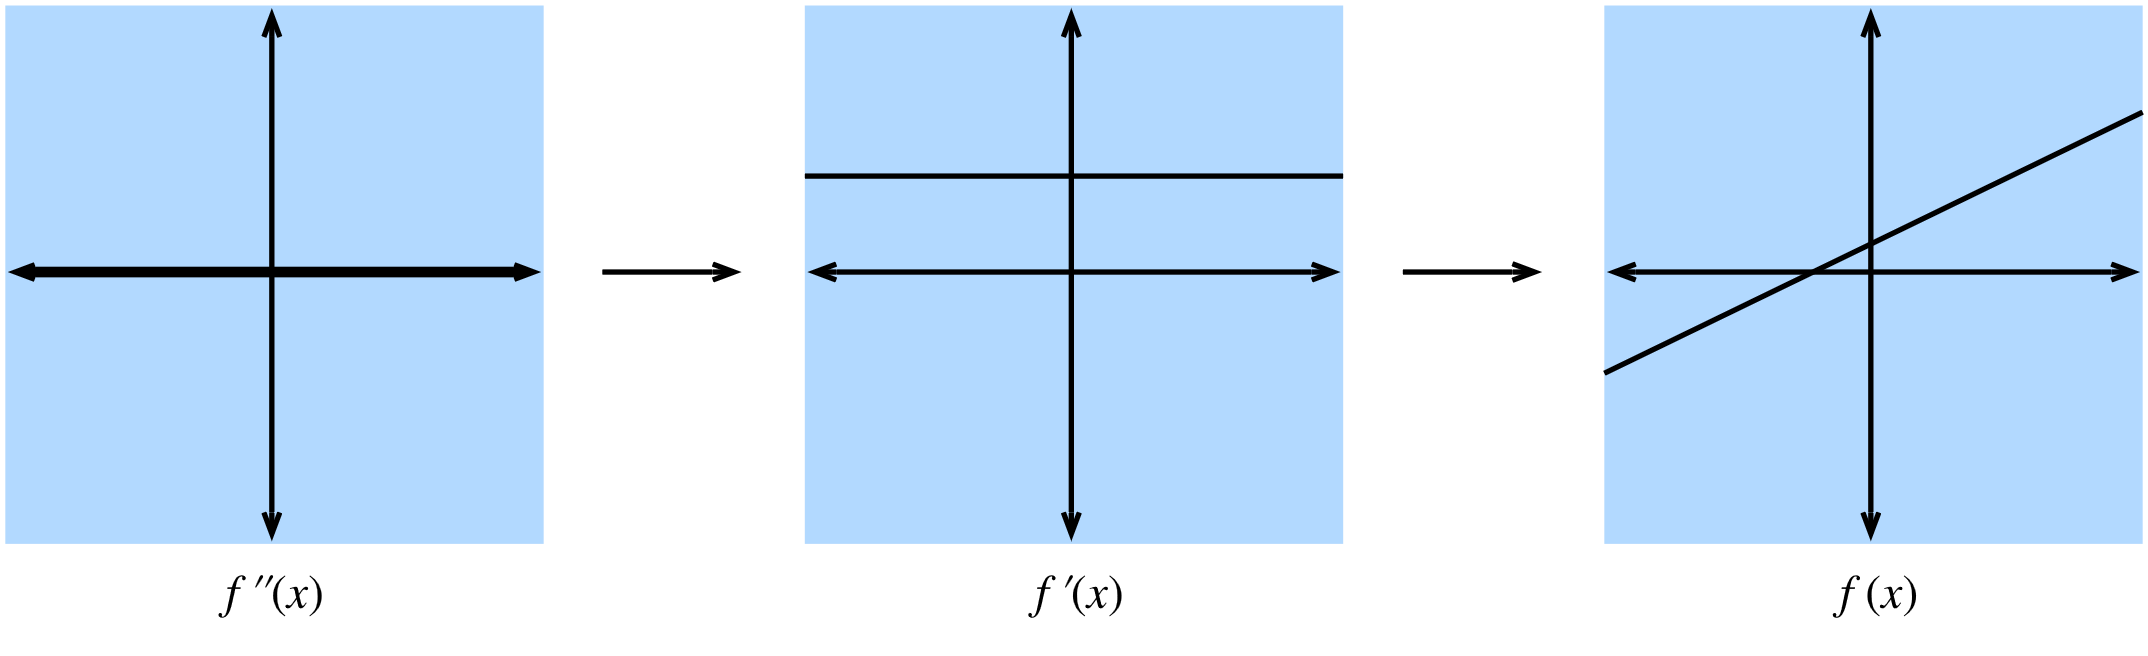 f ″(x)
f ′(x)
f (x)